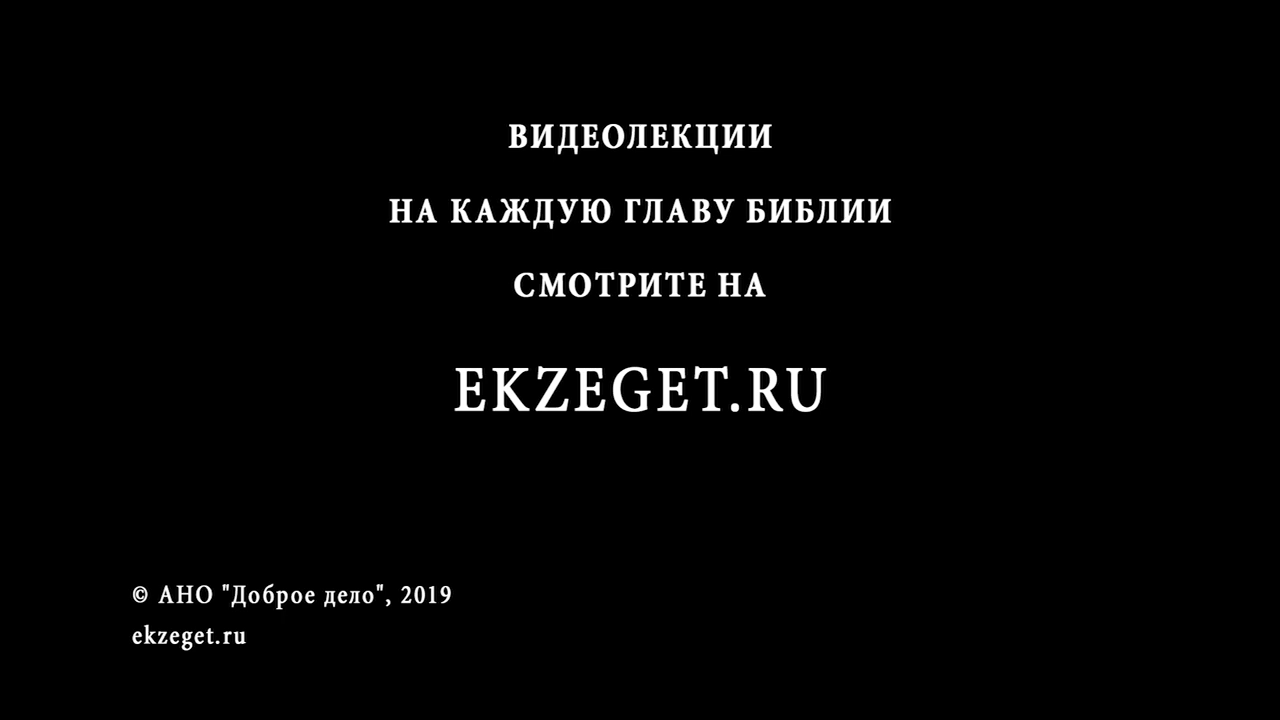 ВИДЕОЛЕКЦИИ
НА КАЖДУЮ ГЛАВУ БИБЛИИ
СМОТРИТЕ НА
EKZEGET.RU
© АНО "Доброе дело", 2019
ekzeget.ru